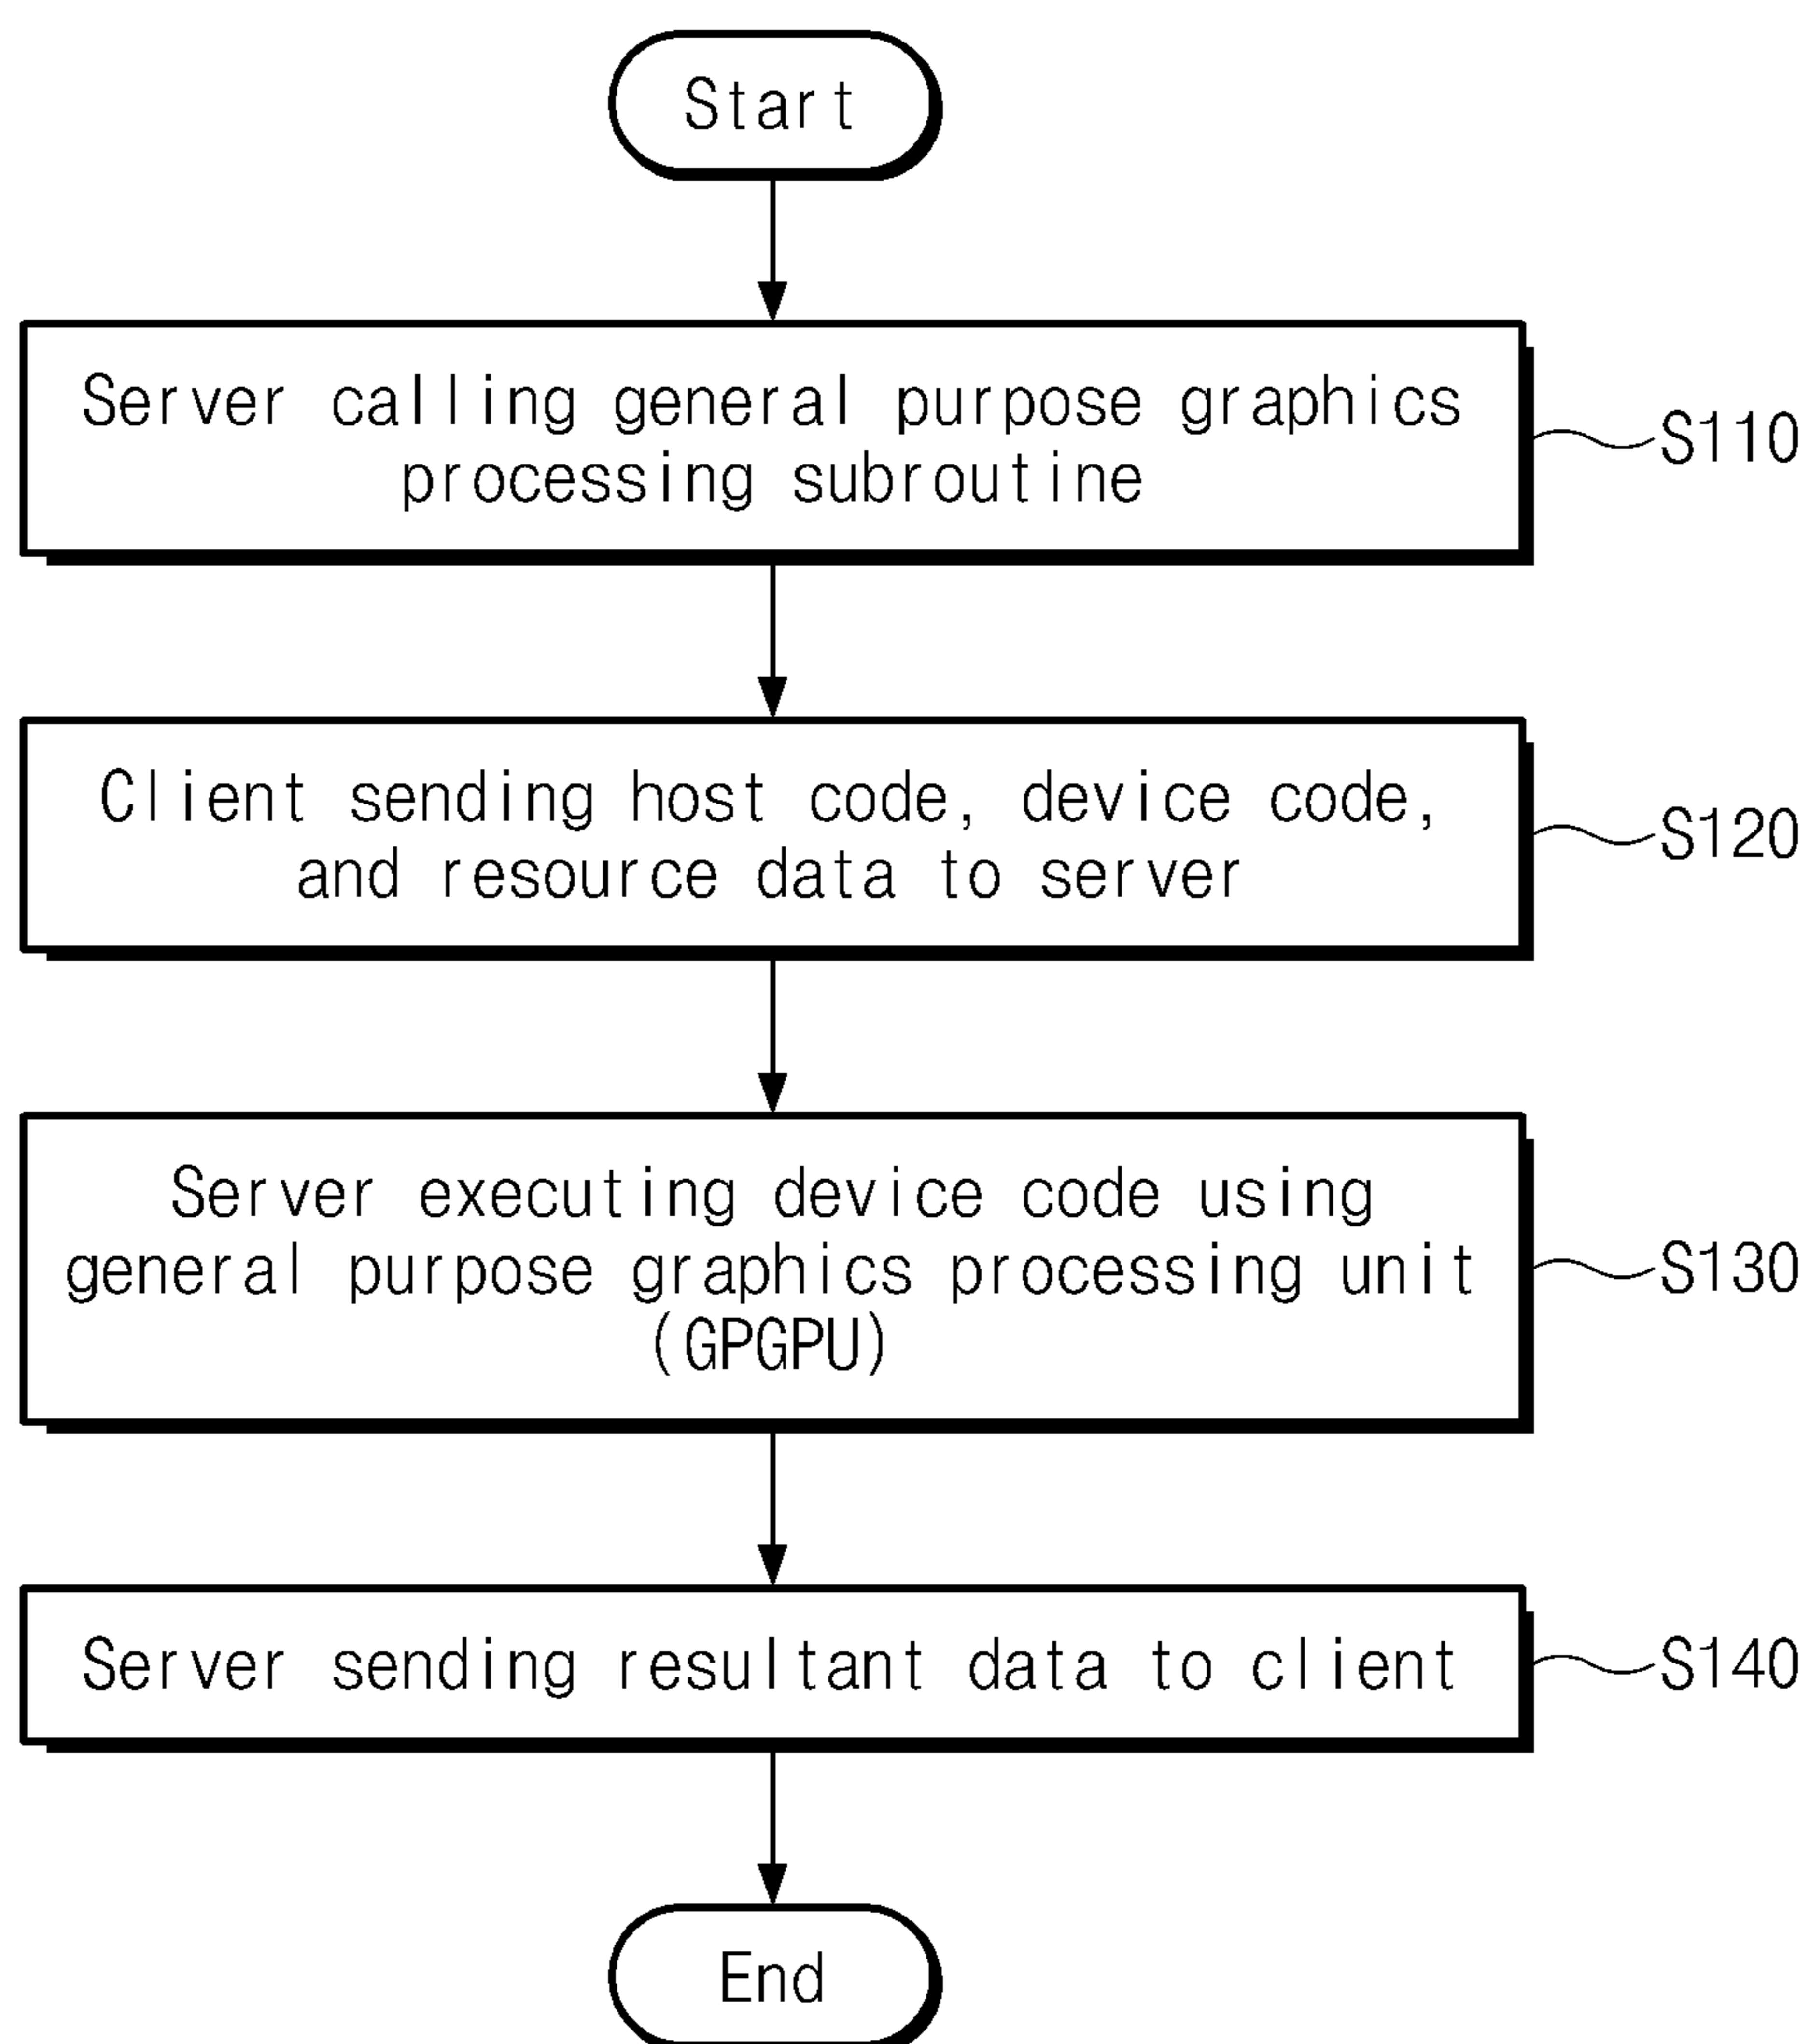 Start
Server calling general purpose graphics
processing subroutine
S110
Client sending host code, device code,
and resource data to server
S120
Server executing device code using
general purpose graphics processing unit
(GPGPU)
S130
Server sending resultant data to client
S140
End